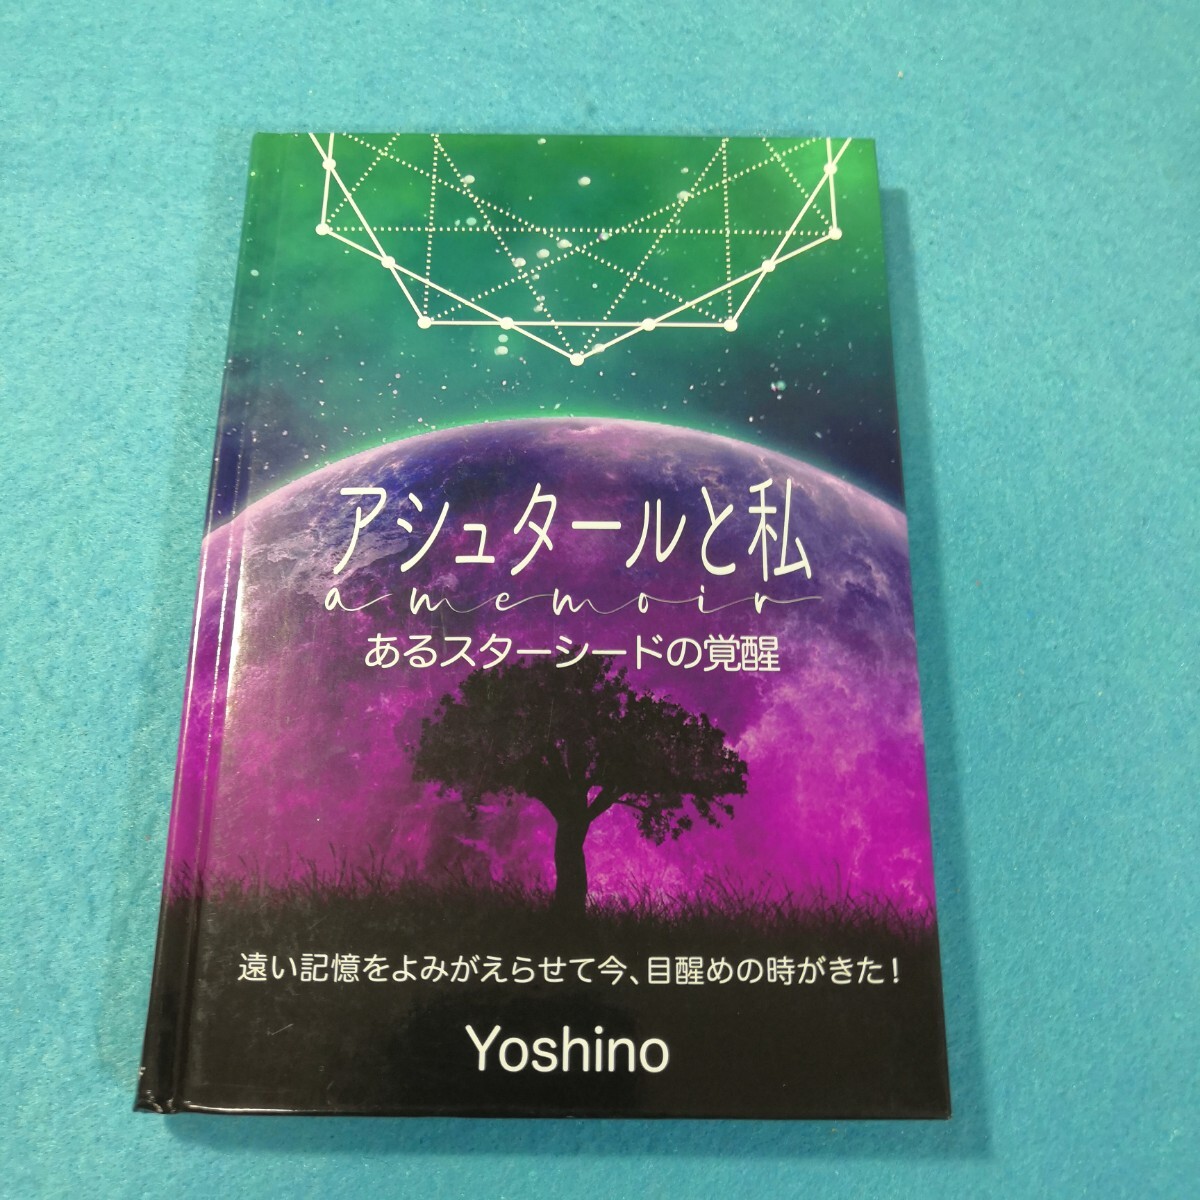 アシュタールと私
a memoir
あるスターシードの覚醒
遠い記憶をよみがえらせて今、目醒めの時がきた!
Yoshino